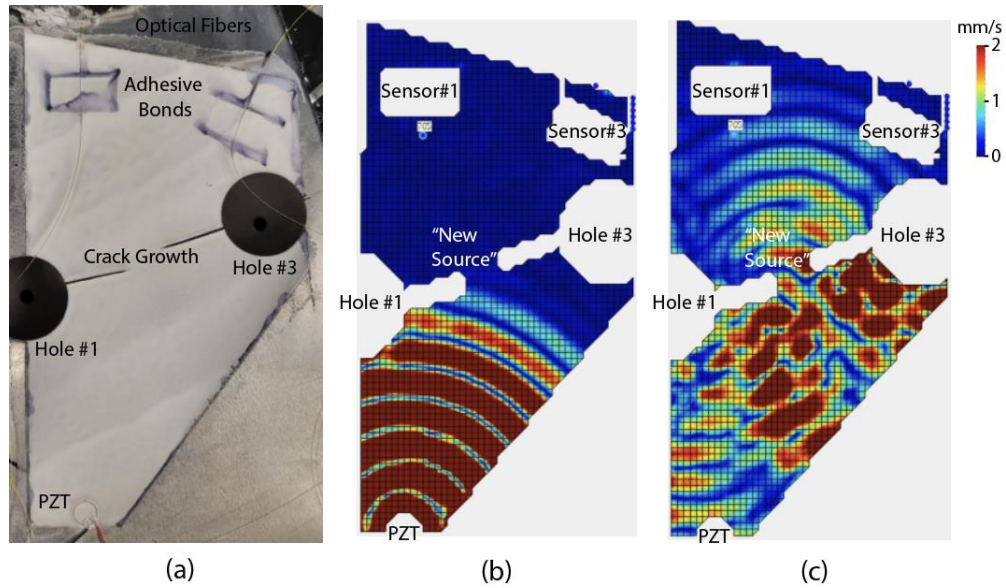 Optical Fibers
Adhesive
Bonds
Crack Growth
Hole #3
Hole #1
PZT
(a)
Sensor#1
Sensor#3
"New
Source"
Hole #3
Hole #1
PZT
(b)
Sensor#1
Sensor#3
"New
Source"
Hole #3
Hole #1
PZT
(c)
mm/s
2
0